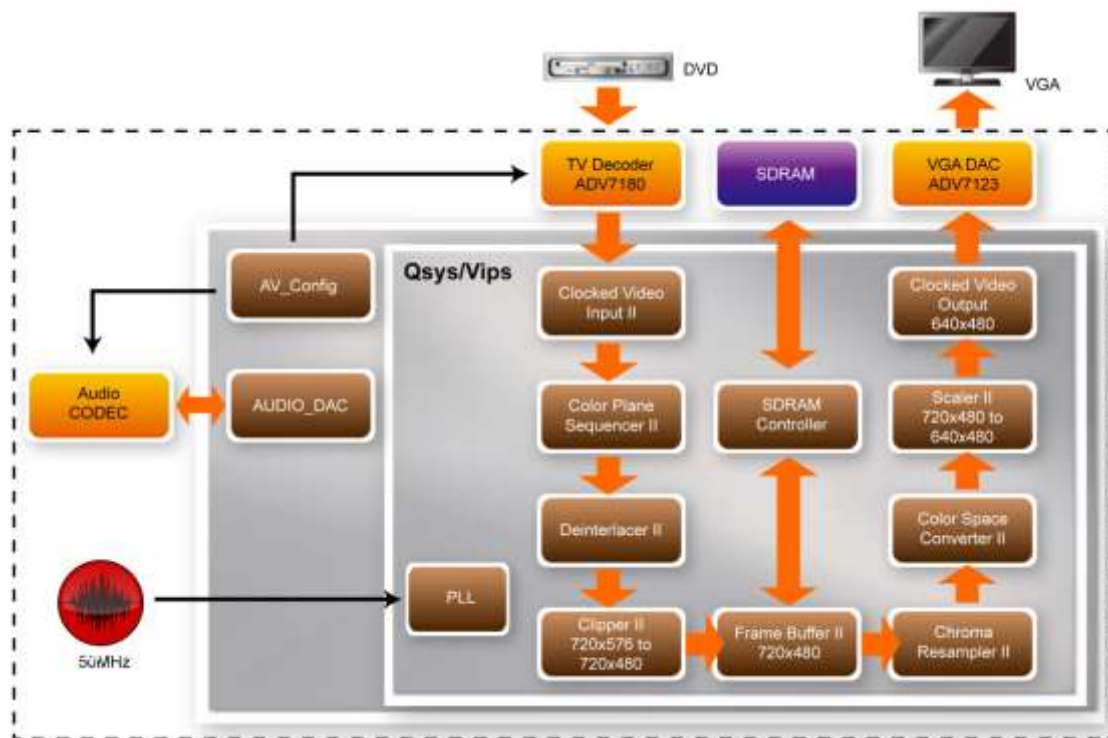 DVD
VGA
TV Decoder
ADV7180
SDRAM
VGA DAC
ADV7123
AV_Config
Qsys/Vips
Clocked Video
Input II
Clocked Video
Output
640x480
Audio
CODEC
AUDIO_DAC
Color Plane
Sequencer II
SDRAM
Controller
Scaler II
720x480 to
640x480
Deinterlacer II
Color Space
Converter II
50MHz
PLL
Clipper II
720x576 to
720x480
Frame Buffer II
720x480
Chroma
Resampler II